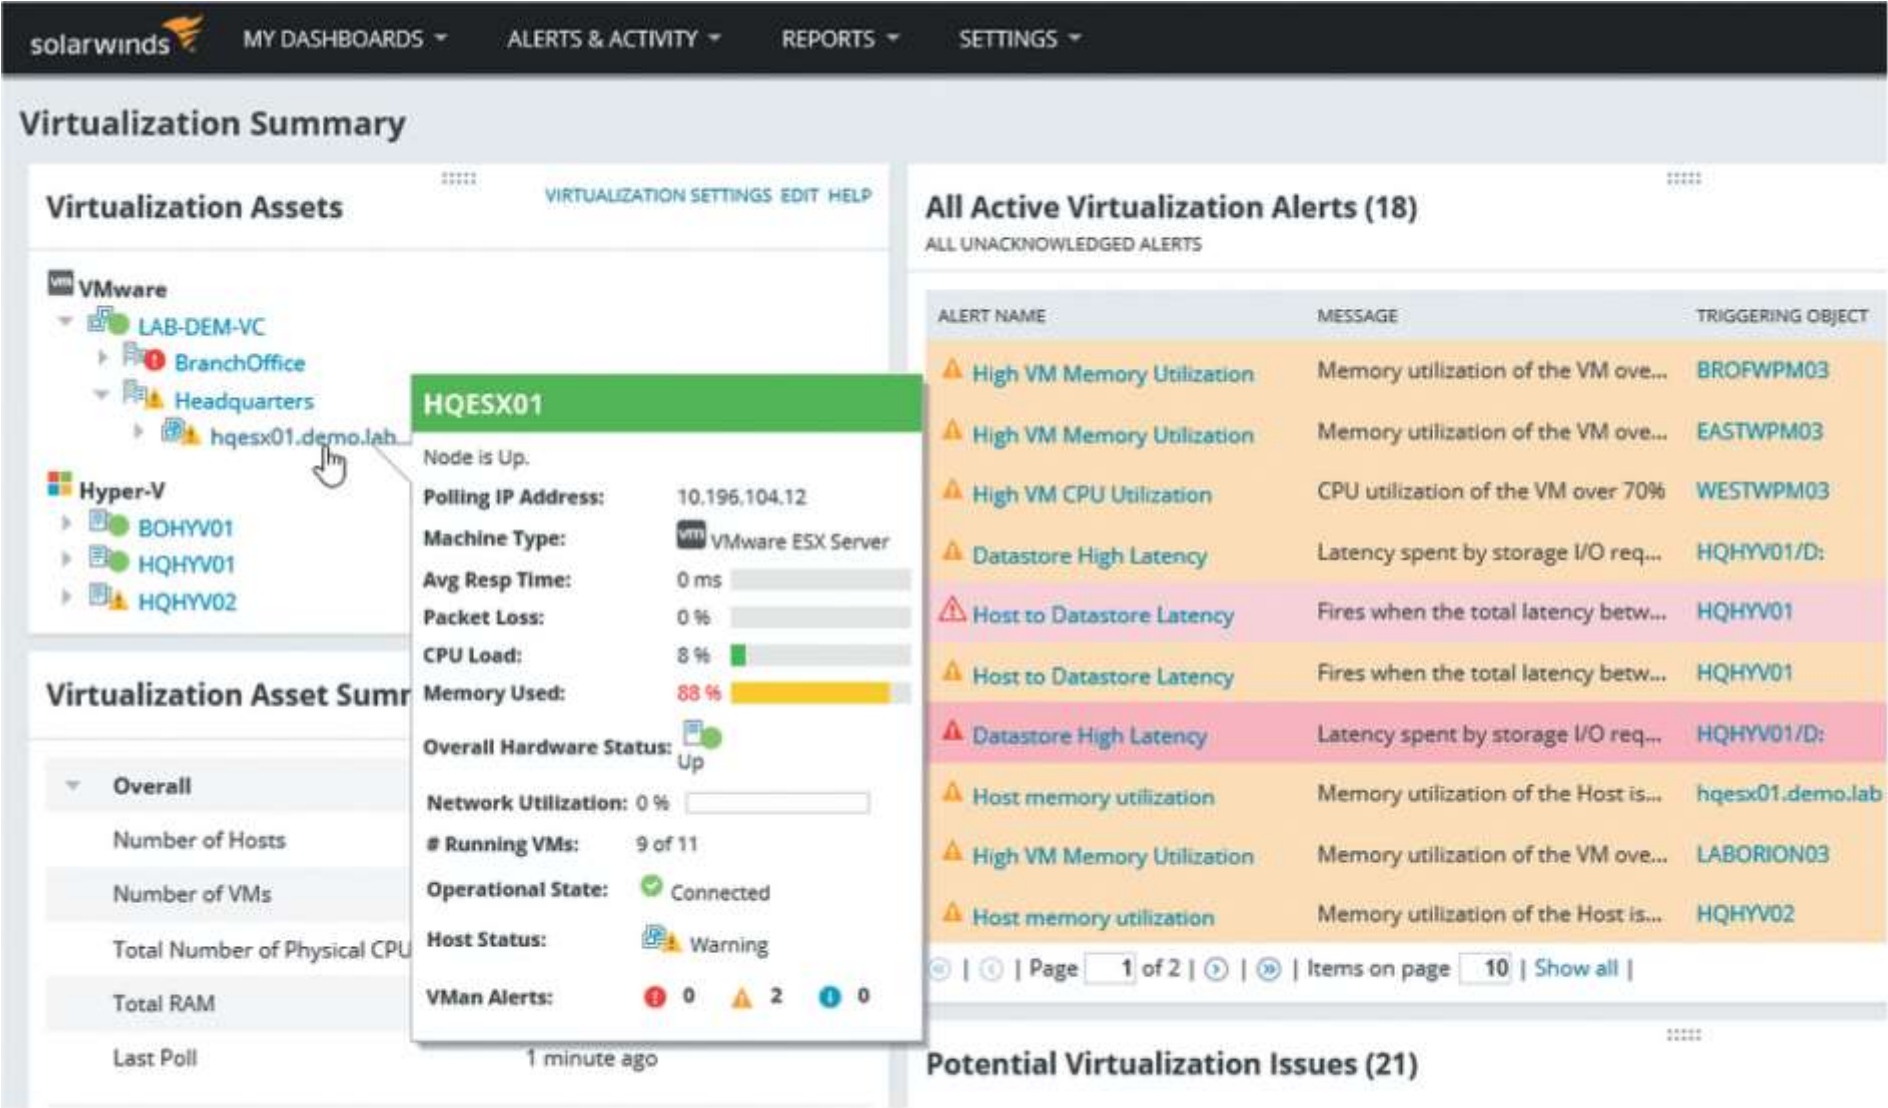 solarwinds MY DASHBOARDS ALERTS & ACTIVITY REPORTS SETTINGS
Virtualization Summary
Virtualization Assets
VIRTUALIZATION SETTINGS EDIT HELP
vm VMware
LAB-DEM-VC
BranchOffice
Headquarters
hqesx01.demo.lab
Hyper-V
BOHYV01
HQHYV01
HQHYV02
HQESX01
Node is Up.
Polling IP Address: 10.196.104.12
Machine Type: vm VMware ESX Server
Avg Resp Time: 0 ms
Packet Loss: 0 %
CPU Load: 8 %
Memory Used: 88 %
Overall Hardware Status: Up
Network Utilization: 0 %
# Running VMs: 9 of 11
Operational State: Connected
Host Status: Warning
VMan Alerts: 0 2 0
Virtualization Asset Summ
Overall
Number of Hosts
Number of VMs
Total Number of Physical CPU
Total RAM
Last Poll 1 minute ago
All Active Virtualization Alerts (18)
ALL UNACKNOWLEDGED ALERTS
ALERT NAME MESSAGE TRIGGERING OBJECT
High VM Memory Utilization Memory utilization of the VM ove... BROFWPM03
High VM Memory Utilization Memory utilization of the VM ove... EASTWPM03
High VM CPU Utilization CPU utilization of the VM over 70% WESTWPM03
Datastore High Latency Latency spent by storage I/O req... HQHYV01/D:
Host to Datastore Latency Fires when the total latency betw... HQHYV01
Host to Datastore Latency Fires when the total latency betw... HQHYV01
Datastore High Latency Latency spent by storage I/O req... HQHYV01/D:
Host memory utilization Memory utilization of the Host is... hqesx01.demo.lab
High VM Memory Utilization Memory utilization of the VM ove... LABORION03
Host memory utilization Memory utilization of the Host is... HQHYV02
| | Page 1 of 2 | | | Items on page 10 | Show all |
Potential Virtualization Issues (21)